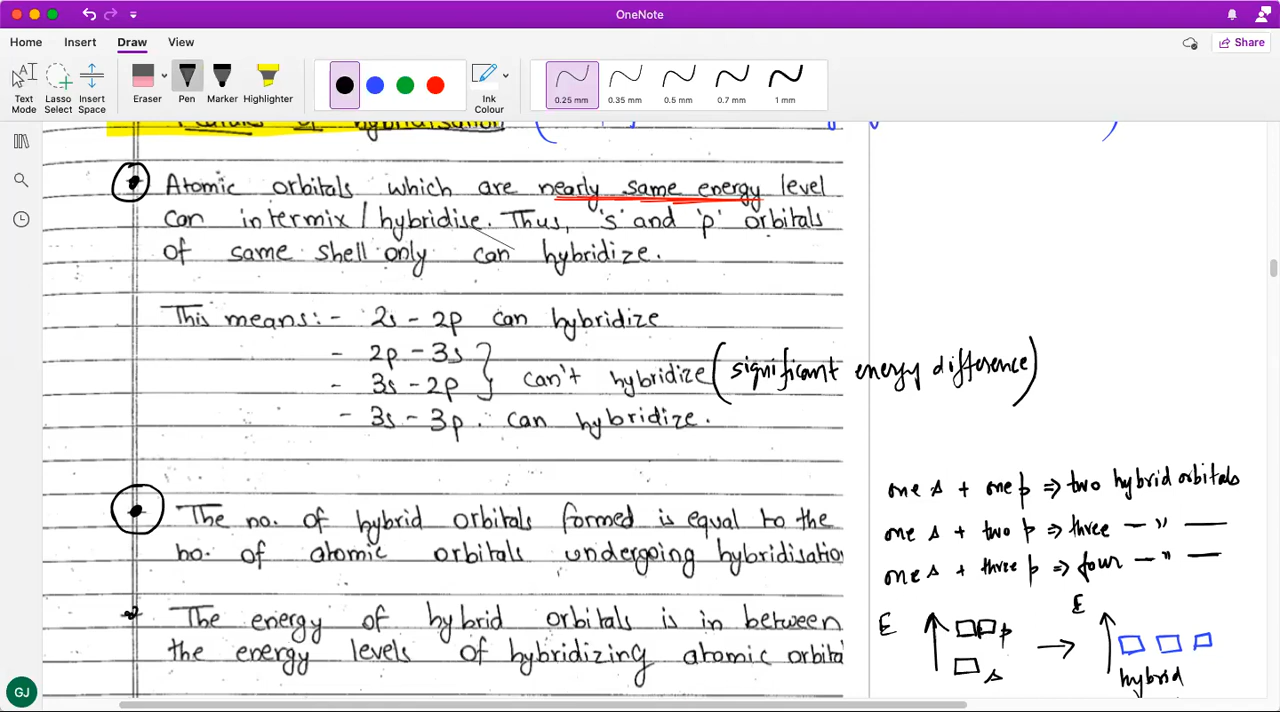 OneNote
Home Insert Draw View
Share
Text Mode
Lasso Select
Insert Space
Eraser
Pen
Marker
Highlighter
Ink Colour
0.25 mm
0.35 mm
0.5 mm
0.7 mm
1 mm
of hybridisation
Atomic orbitals which are nearly same energy level
can intermix / hybridise. Thus, 's' and 'p' orbitals
of same shell only can hybridize.
This means: - 2s - 2p can hybridize
- 2p - 3s
- 3s - 2p } can't hybridize (significant energy difference)
- 3s - 3p can hybridize.
The no. of hybrid orbitals formed is equal to the
no. of atomic orbitals undergoing hybridisatio
The energy of hybrid orbitals is in between
the energy levels of hybridizing atomic orbita
one s + one p ⇒ two hybrid orbitals
one s + two p ⇒ three — " —
one s + three p ⇒ four — " —
E
p
s
→
E
hybrid
GJ